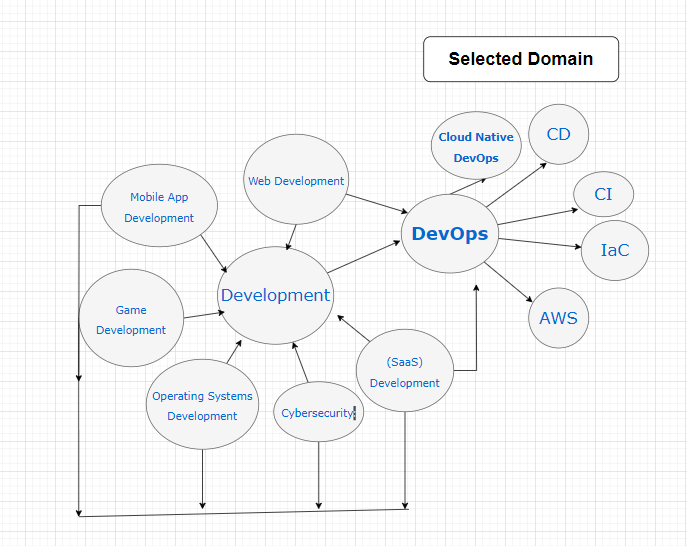 Selected Domain
Cloud Native
DevOps
CD
Web Development
CI
Mobile App
Development
DevOps
IaC
Development
Game
Development
AWS
(SaaS)
Development
Operating Systems
Development
Cybersecurity